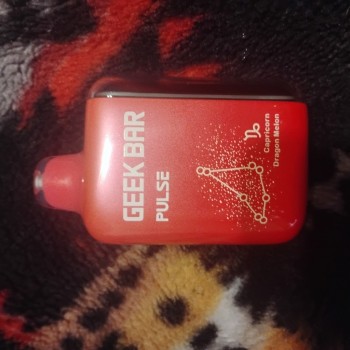 GEEK BAR
PULSE
Capricorn
Dragon Melon